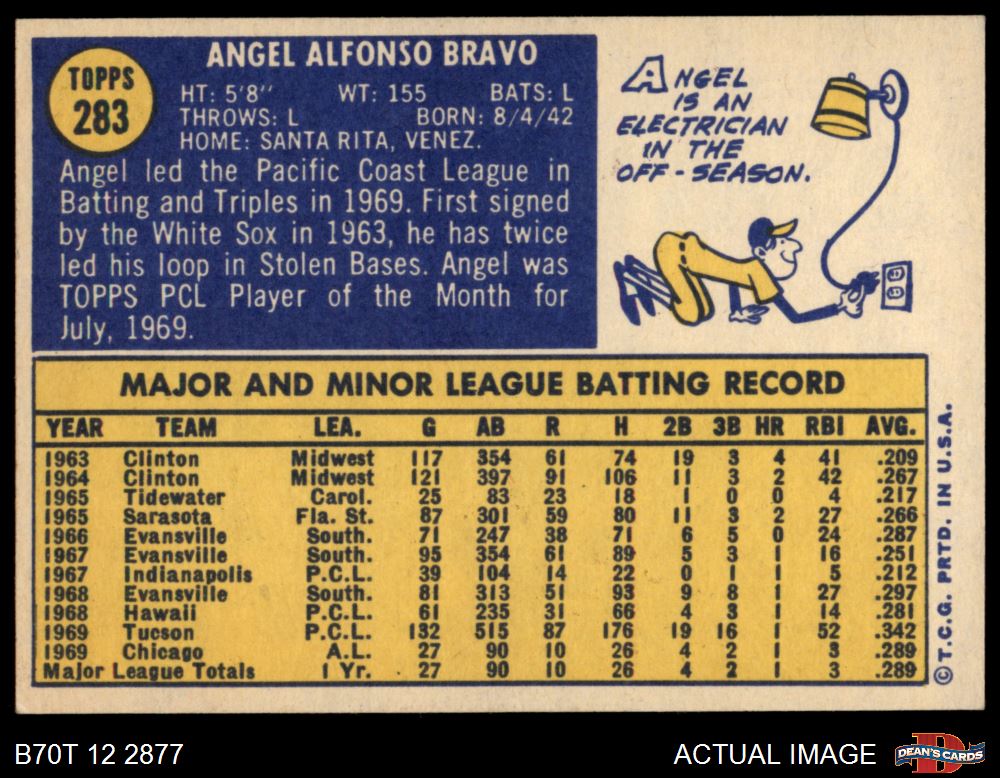 TOPPS
283
ANGEL ALFONSO BRAVO
HT: 5'8" WT: 155 BATS: L
THROWS: L BORN: 8/4/42
HOME: SANTA RITA, VENEZ.
Angel led the Pacific Coast League in
Batting and Triples in 1969. First signed
by the White Sox in 1963, he has twice
led his loop in Stolen Bases. Angel was
TOPPS PCL Player of the Month for
July, 1969.
ANGEL
IS AN
ELECTRICIAN
IN THE
OFF-SEASON.
MAJOR AND MINOR LEAGUE BATTING RECORD
YEAR TEAM LEA. G AB R H 2B 3B HR RBI AVG.
1963 Clinton Midwest 117 354 61 74 19 3 4 41 .209
1964 Clinton Midwest 121 397 91 106 11 3 2 42 .267
1965 Tidewater Carol. 25 83 23 18 1 0 0 4 .217
1965 Sarasota Fla. St. 87 301 59 80 11 3 2 27 .266
1966 Evansville South. 71 247 38 71 6 5 0 24 .287
1967 Evansville South. 95 354 61 89 5 3 1 16 .251
1967 Indianapolis P.C.L. 39 104 14 22 0 1 1 5 .212
1968 Evansville South. 81 313 51 93 9 8 1 27 .297
1968 Hawaii P.C.L. 61 235 31 66 4 3 1 14 .281
1969 Tucson P.C.L. 132 515 87 176 19 16 1 52 .342
1969 Chicago A.L. 27 90 10 26 4 2 1 3 .289
Major League Totals 1 Yr. 27 90 10 26 4 2 1 3 .289
© T.C.G. PRTD. IN U.S.A.
B70T 12 2877
ACTUAL IMAGE
DEAN'S CARDS